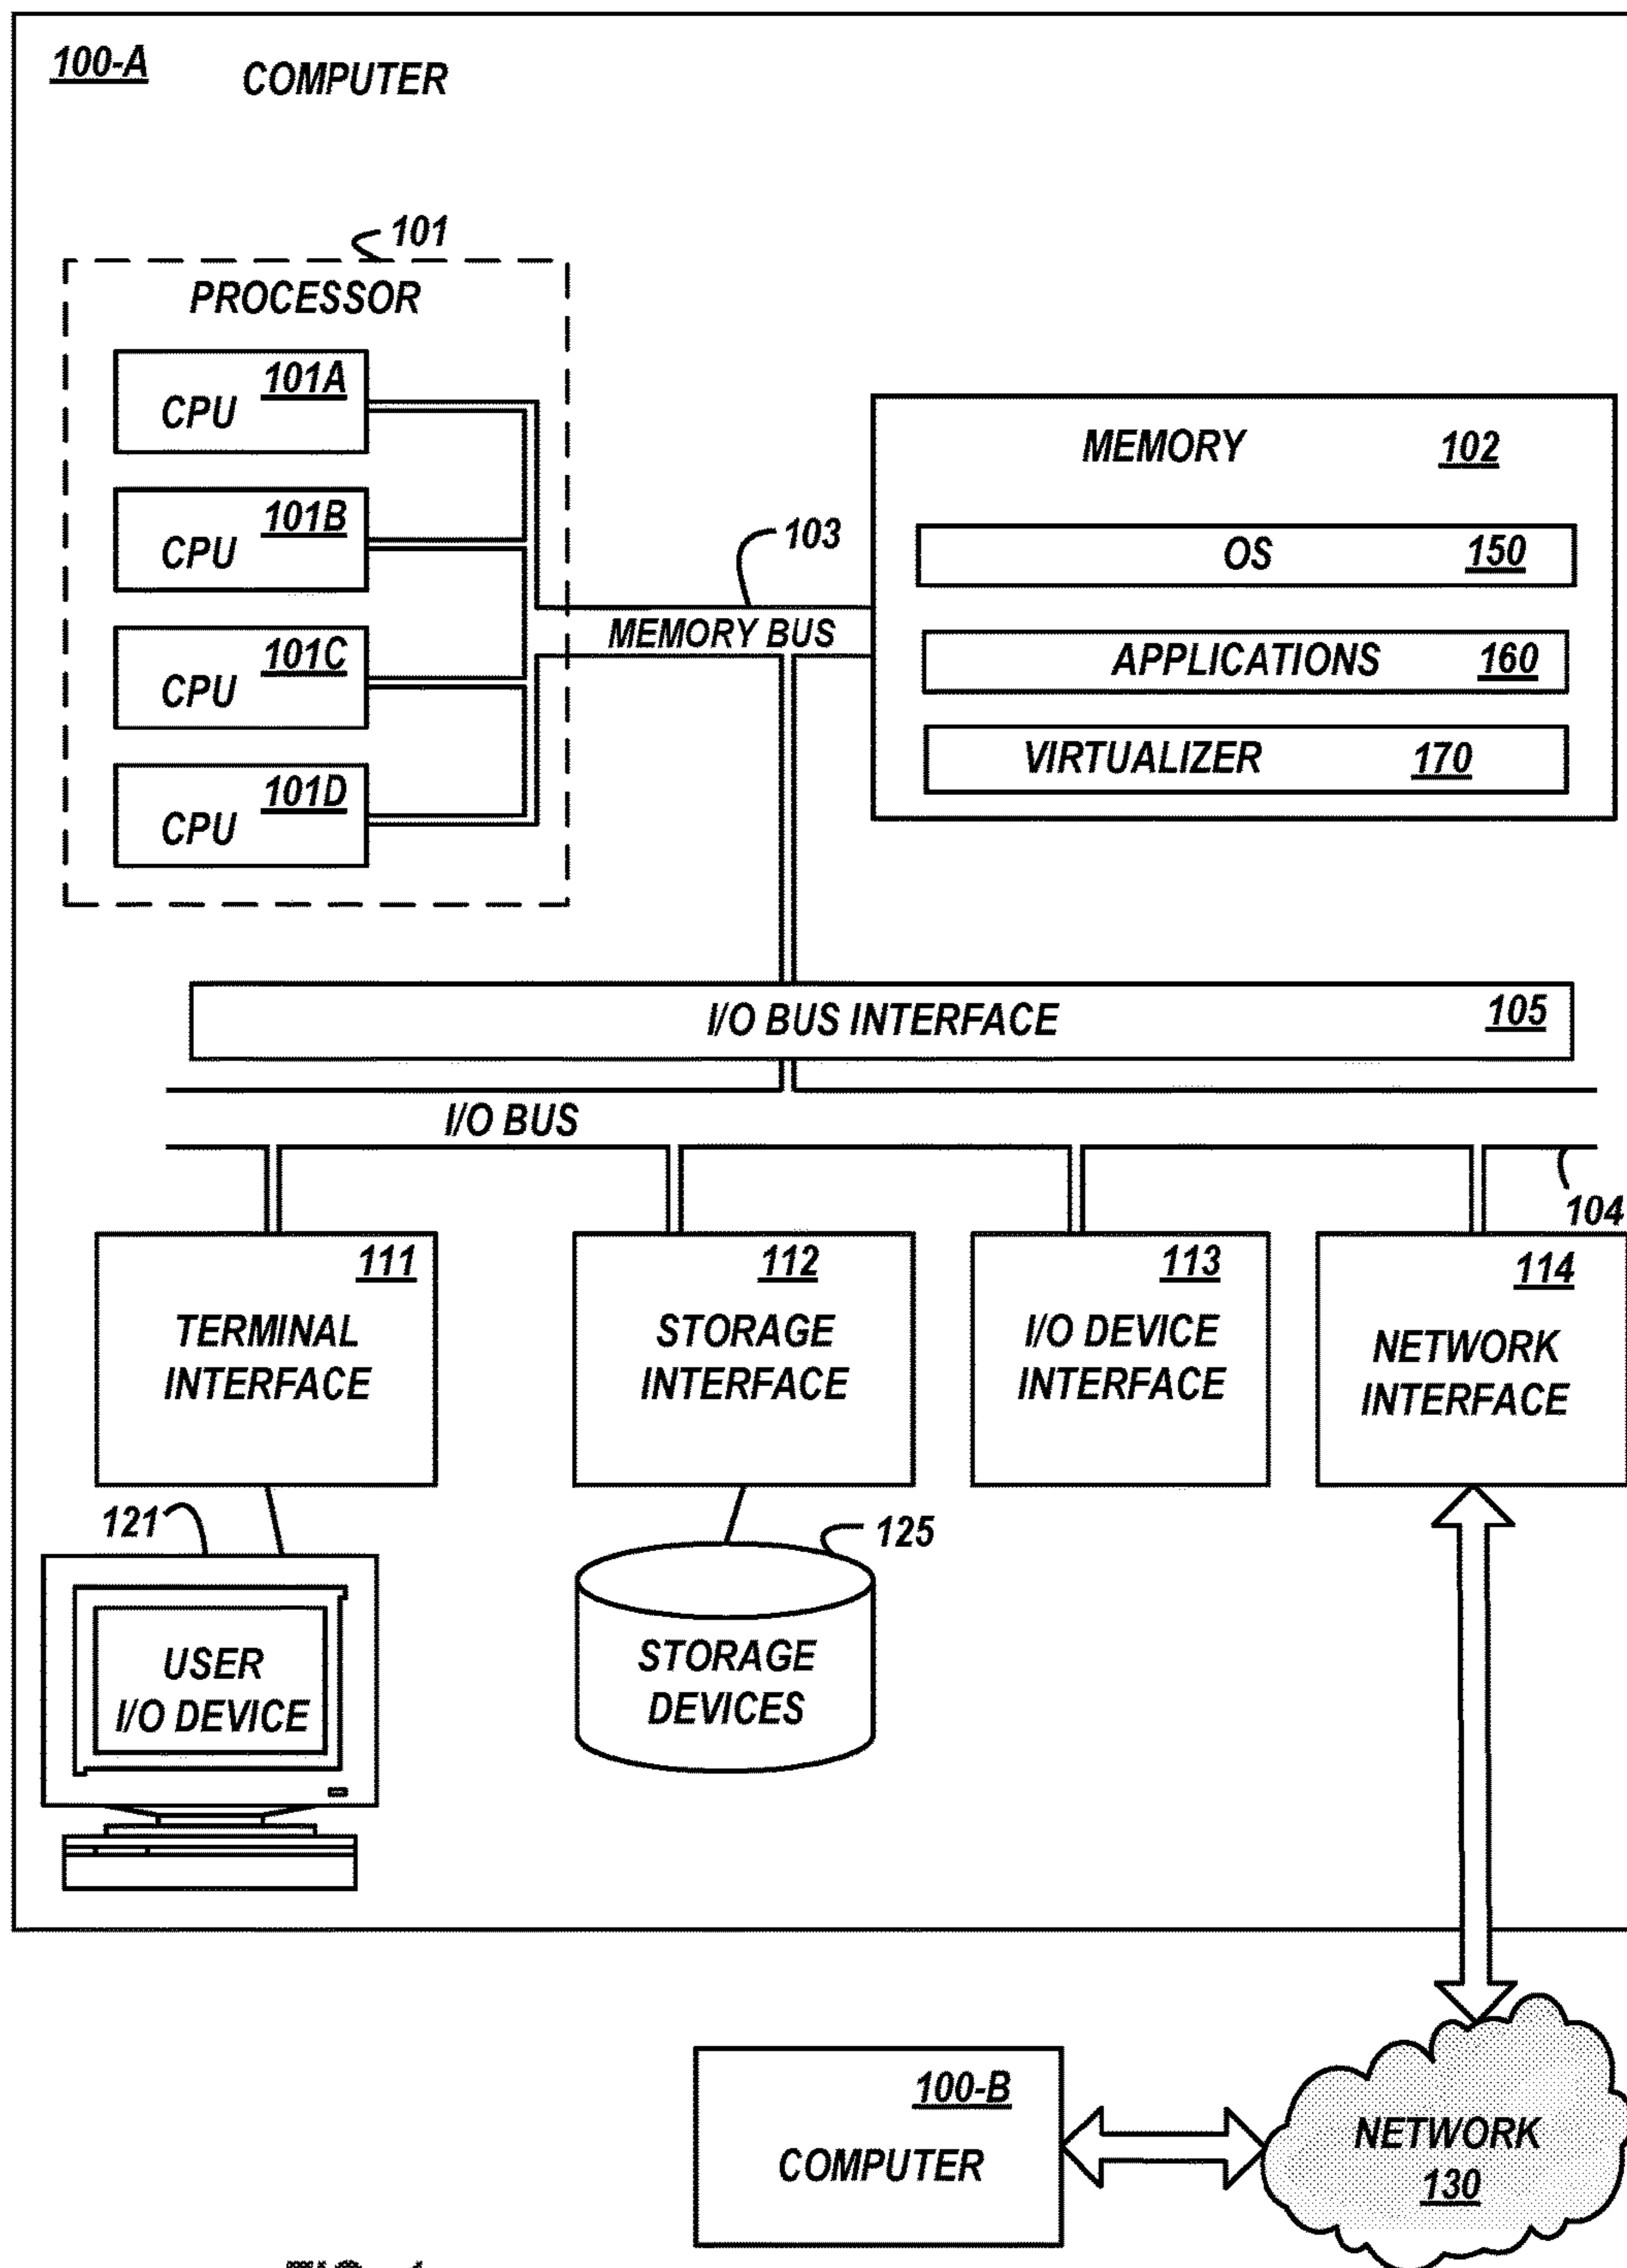 100-A COMPUTER
101
PROCESSOR
101A
CPU
101B
CPU
101C
CPU
101D
CPU
103
MEMORY BUS
MEMORY 102
OS 150
APPLICATIONS 160
VIRTUALIZER 170
I/O BUS INTERFACE 105
I/O BUS
104
111
TERMINAL
INTERFACE
112
STORAGE
INTERFACE
113
I/O DEVICE
INTERFACE
114
NETWORK
INTERFACE
121
USER
I/O DEVICE
125
STORAGE
DEVICES
100-B
COMPUTER
NETWORK
130